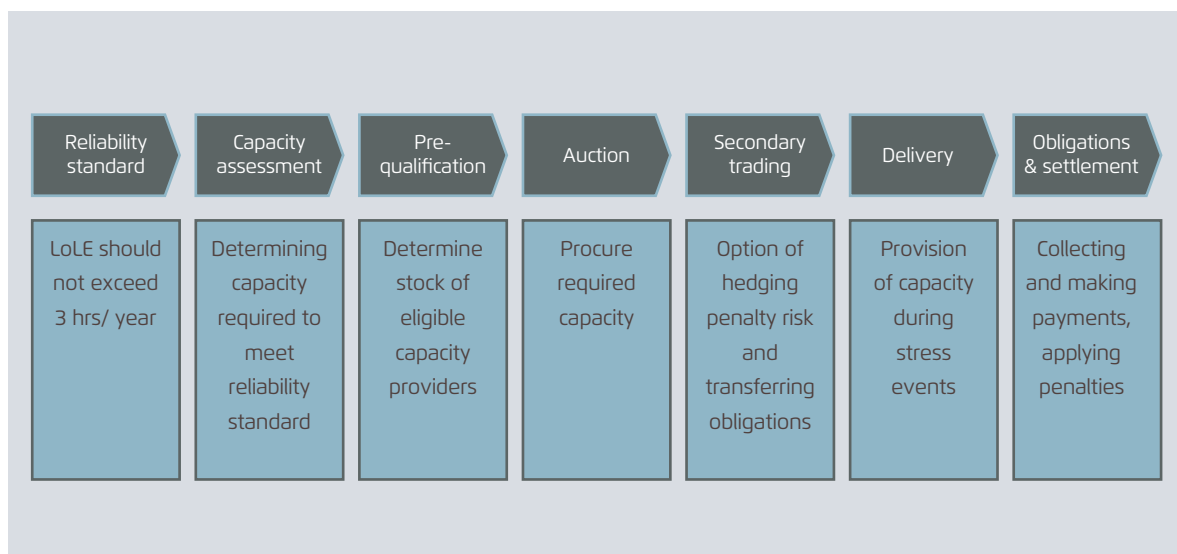 Reliability
standard
Capacity
assessment
Pre-
qualification
Auction
Secondary
trading
Delivery
Obligations
& settlement
LoLE should
not exceed
3 hrs/ year
Determining
capacity
required to
meet
reliability
standard
Determine
stock of
eligible
capacity
providers
Procure
required
capacity
Option of
hedging
penalty risk
and
transferring
obligations
Provision
of capacity
during
stress
events
Collecting
and making
payments,
applying
penalties